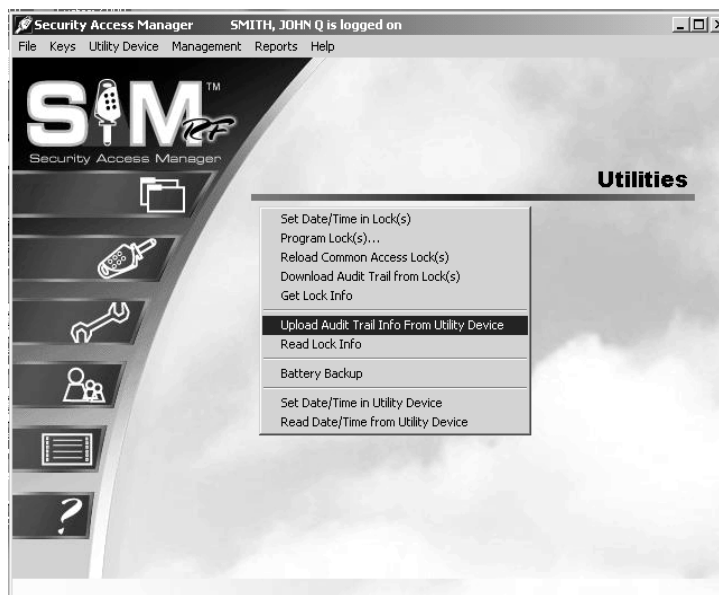 Security Access Manager SMITH, JOHN Q is logged on
File Keys Utility Device Management Reports Help
SAM TM
RF
Security Access Manager
Utilities
Set Date/Time in Lock(s)
Program Lock(s)...
Reload Common Access Lock(s)
Download Audit Trail from Lock(s)
Get Lock Info
Upload Audit Trail Info From Utility Device
Read Lock Info
Battery Backup
Set Date/Time in Utility Device
Read Date/Time from Utility Device
?